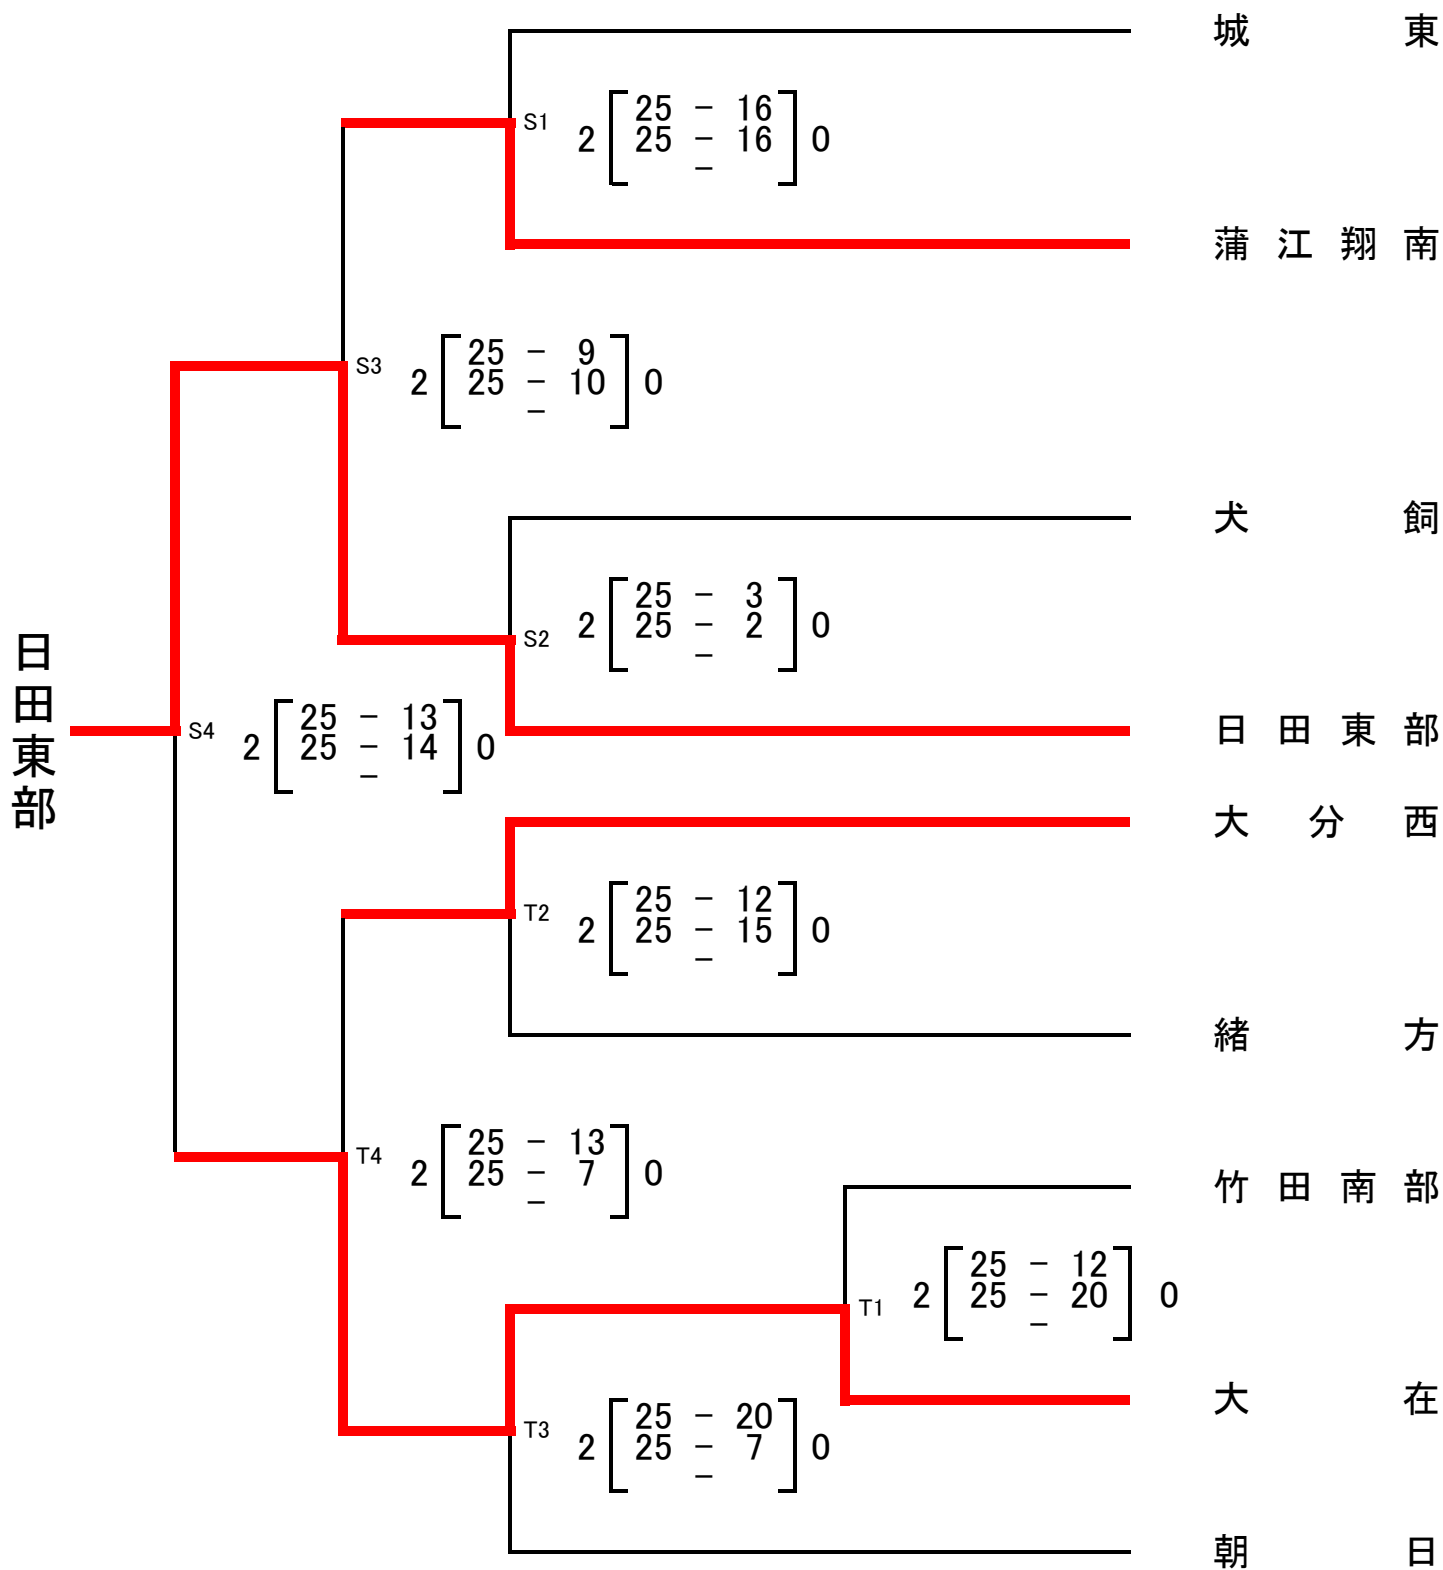 城東
S1 2 25 - 16 0
25 - 16
-
蒲江翔南
S3 2 25 - 9 0
25 - 10
-
犬飼
S2 2 25 - 3 0
25 - 2
-
日田東部
日田東部
S4 2 25 - 13 0
25 - 14
-
大分西
T2 2 25 - 12 0
25 - 15
-
緒方
T4 2 25 - 13 0
25 - 7
-
竹田南部
T1 2 25 - 12 0
25 - 20
-
大在
T3 2 25 - 20 0
25 - 7
-
朝日